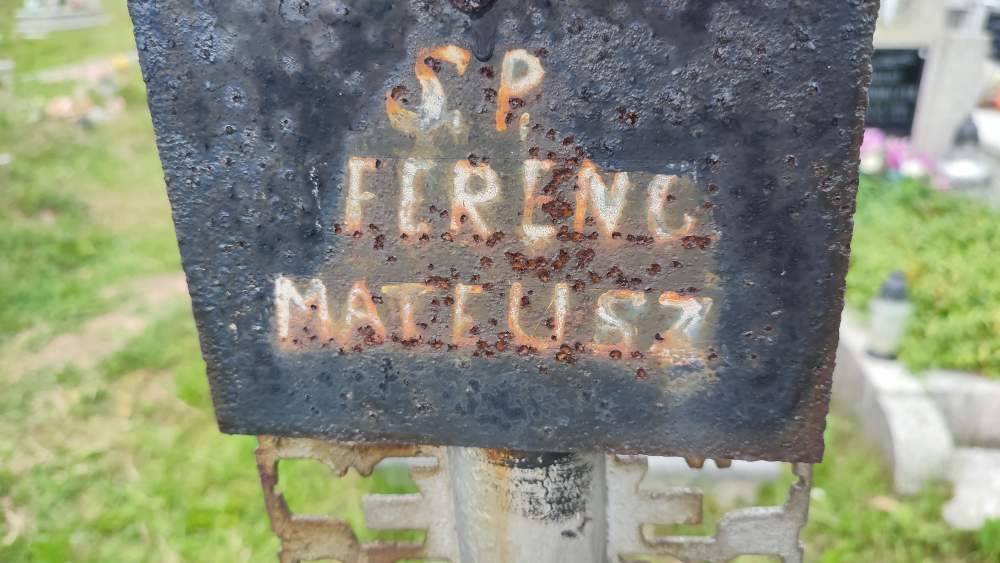 S.P.
FERENC
MATEUSZ